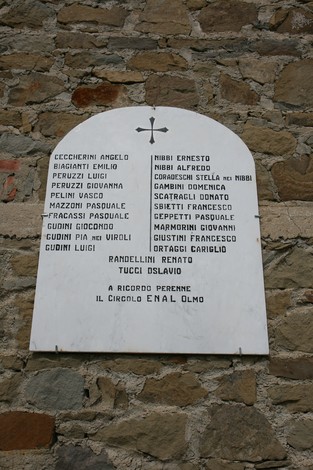 CECCHERINI ANGELO
BIAGIANTI EMILIO
PERUZZI LUIGI
PERUZZI GIOVANNA
PELINI VASCO
MAZZONI PASQUALE
FRACASSI PASQUALE
GUDINI GIOCONDO
GUDINI PIA NEI VIROLI
GUDINI LUIGI
NIBBI ERNESTO
NIBBI ALFREDO
CORADESCHI STELLA NEI NIBBI
GAMBINI DOMENICA
SCATRAGLI DONATO
SBIETTI FRANCESCO
GEPPETTI PASQUALE
MARMORINI GIOVANNI
GIUSTINI FRANCESCO
ORTAGGI CARIGLIO
RANDELLINI RENATO
TUCCI OSLAVIO
A RICORDO PERENNE
IL CIRCOLO ENAL OLMO